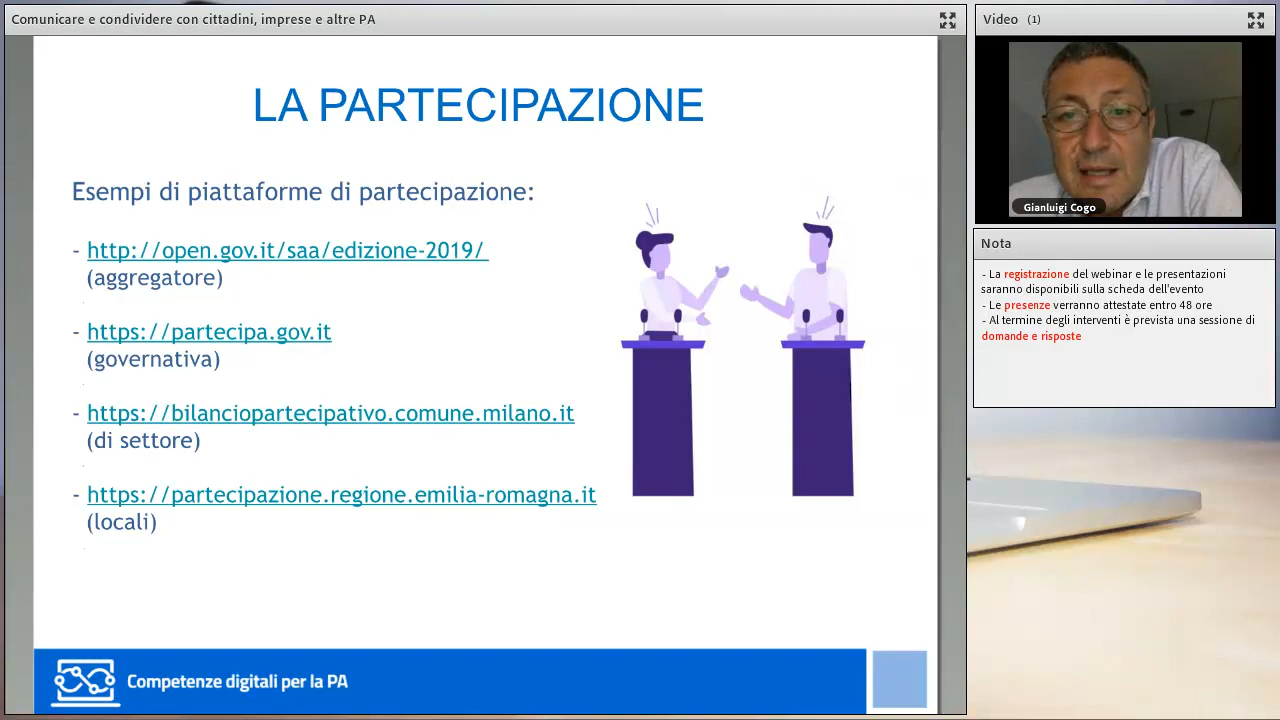 Comunicare e condividere con cittadini, imprese e altre PA
LA PARTECIPAZIONE
Esempi di piattaforme di partecipazione:
- http://open.gov.it/saa/edizione-2019/
(aggregatore)
- https://partecipa.gov.it
(governativa)
- https://bilanciopartecipativo.comune.milano.it
(di settore)
- https://partecipazione.regione.emilia-romagna.it
(locali)
Competenze digitali per la PA
Video (1)
Gianluigi Cogo
Nota
- La registrazione del webinar e le presentazioni
saranno disponibili sulla scheda dell'evento
- Le presenze verranno attestate entro 48 ore
- Al termine degli interventi è prevista una sessione di
domande e risposte